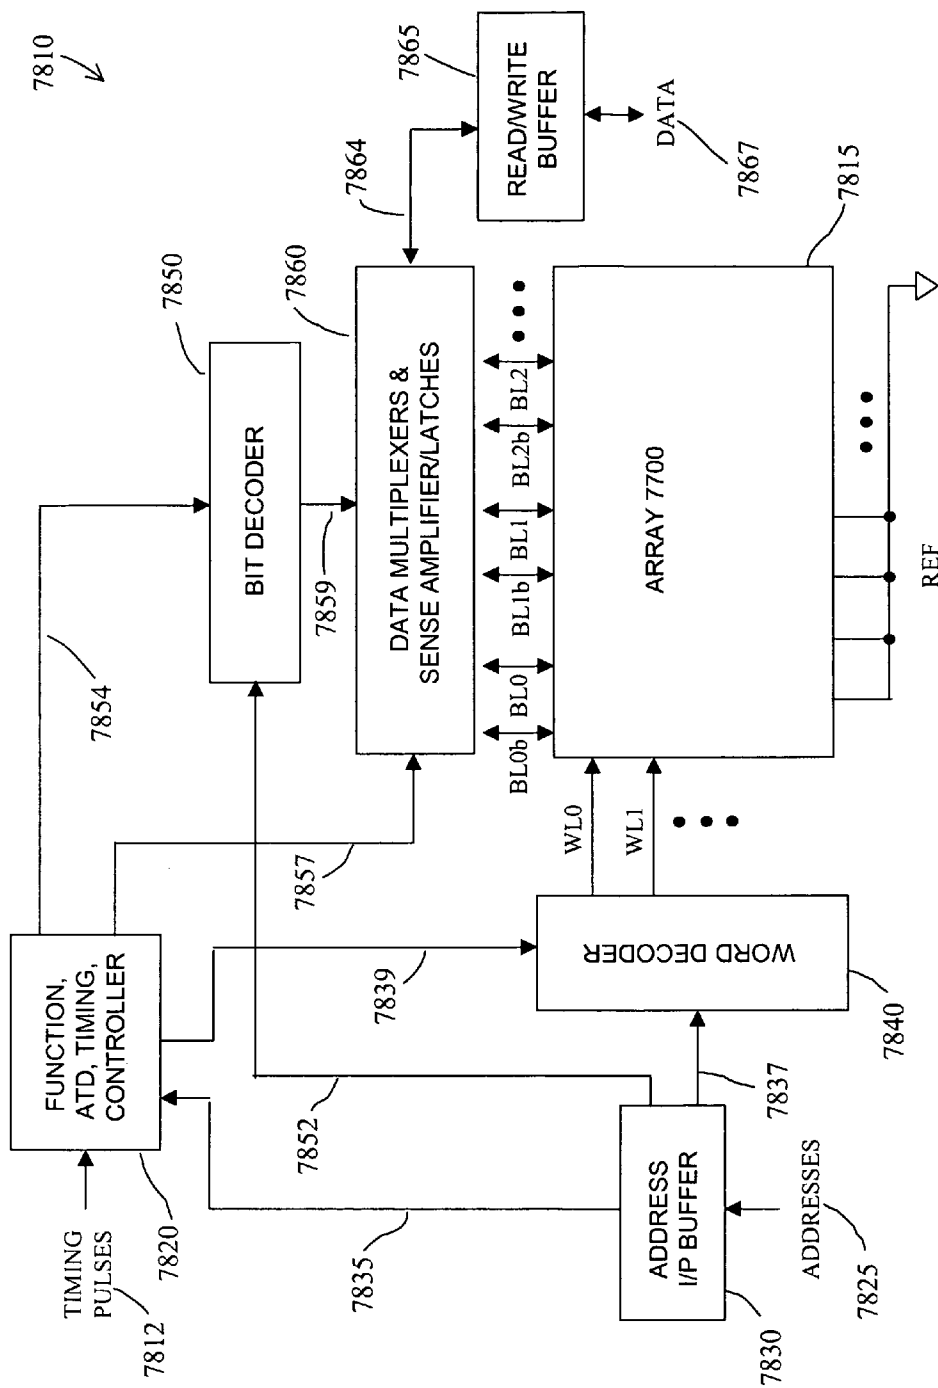 7810
FUNCTION,
ATD, TIMING,
CONTROLLER
TIMING
PULSES
7812
7820
7854
7850
BIT DECODER
7852
7857
7859
7860
7835
7839
7864
7865
DATA MULTIPLEXERS &
SENSE AMPLIFIER/LATCHES
READ/WRITE
BUFFER
BL0b
BL0
BL1b
BL1
BL2b
BL2
WL0
WL1
WORD DECODER
DATA
7867
ADDRESS
I/P BUFFER
ARRAY 7700
7830
7837
7840
7815
ADDRESSES
7825
REF